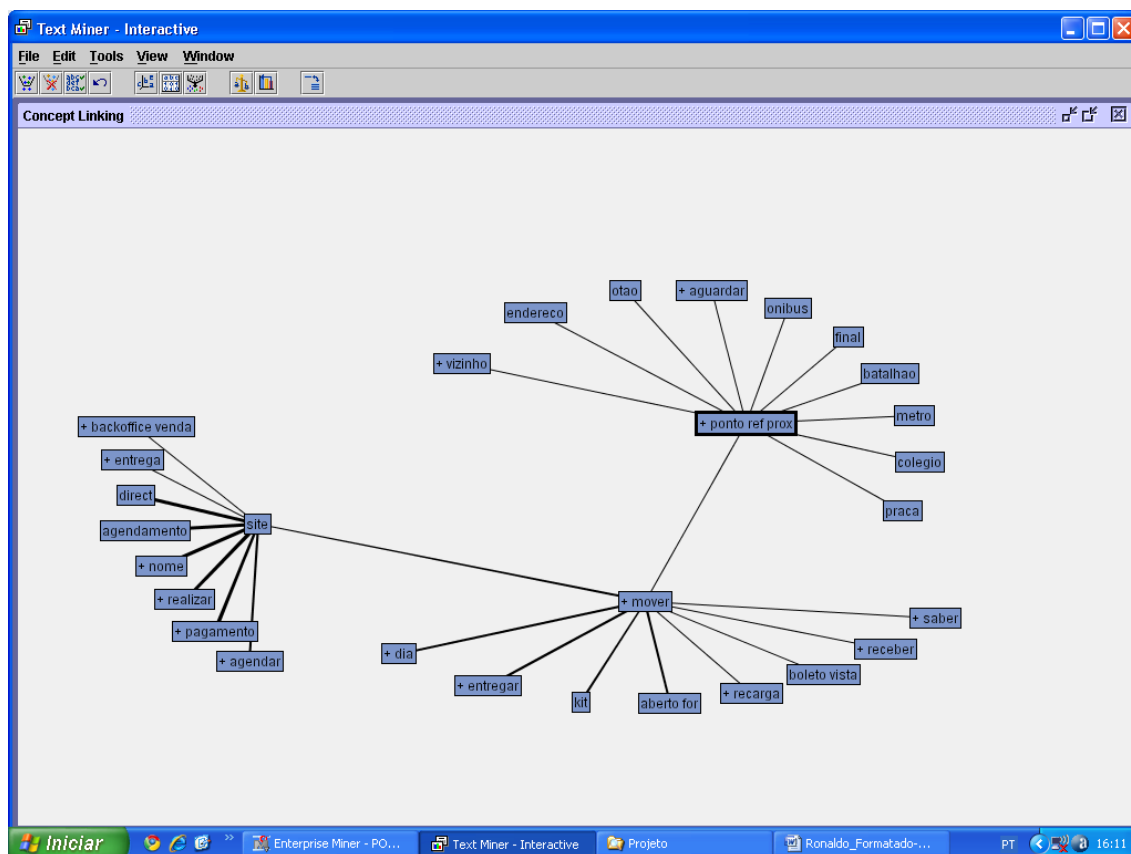 Text Miner - Interactive
File Edit Tools View Window
Concept Linking
otao
+ aguardar
onibus
endereco
final
+ vizinho
batalhao
metro
+ ponto ref prox
+ backoffice venda
+ entrega
colegio
direct
praca
site
agendamento
+ nome
+ realizar
+ mover
+ saber
+ pagamento
+ receber
+ dia
+ agendar
boleto vista
+ entregar
+ recarga
kit
aberto for
Iniciar
Enterprise Miner - PO...
Text Miner - Interactive
Projeto
Ronaldo_Formatado-...
PT
16:11